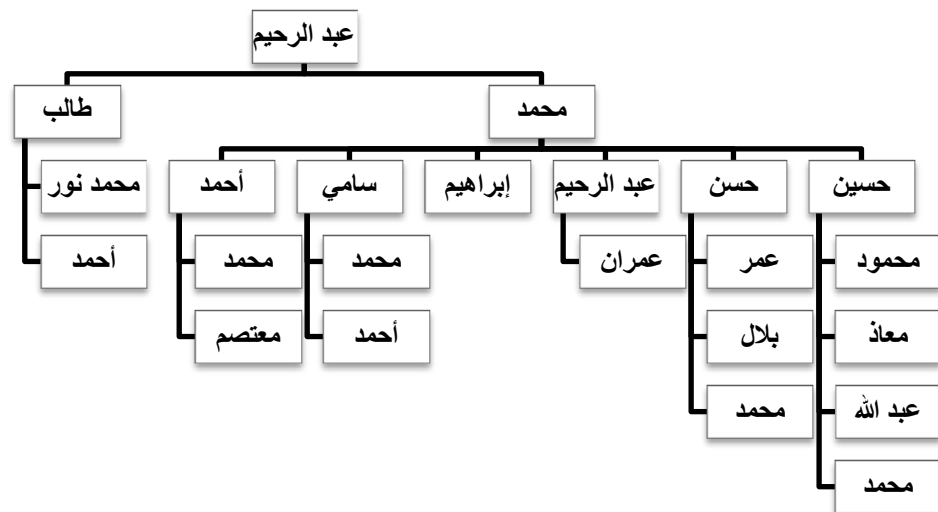 عبد الرحيم
محمد
طالب
حسين
حسن
عبد الرحيم
إبراهيم
سامي
أحمد
محمد نور
محمود
عمر
عمران
محمد
محمد
أحمد
معاذ
بلال
أحمد
معتصم
عبد الله
محمد
محمد